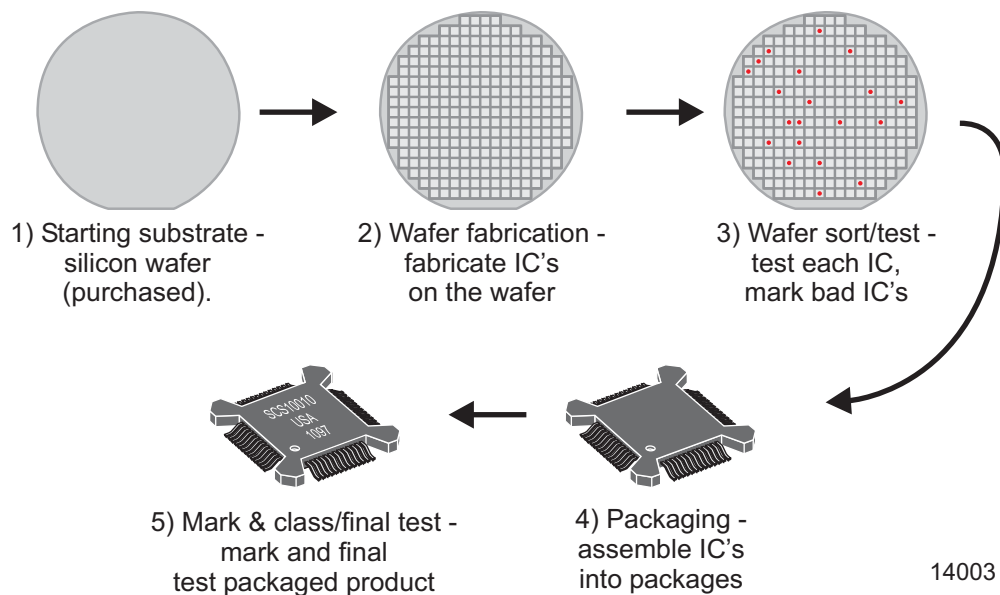 1) Starting substrate -
silicon wafer
(purchased).
2) Wafer fabrication -
fabricate IC's
on the wafer
3) Wafer sort/test -
test each IC,
mark bad IC's
SCS10010
USA
1097
4) Packaging -
assemble IC's
into packages
5) Mark & class/final test -
mark and final
test packaged product
14003